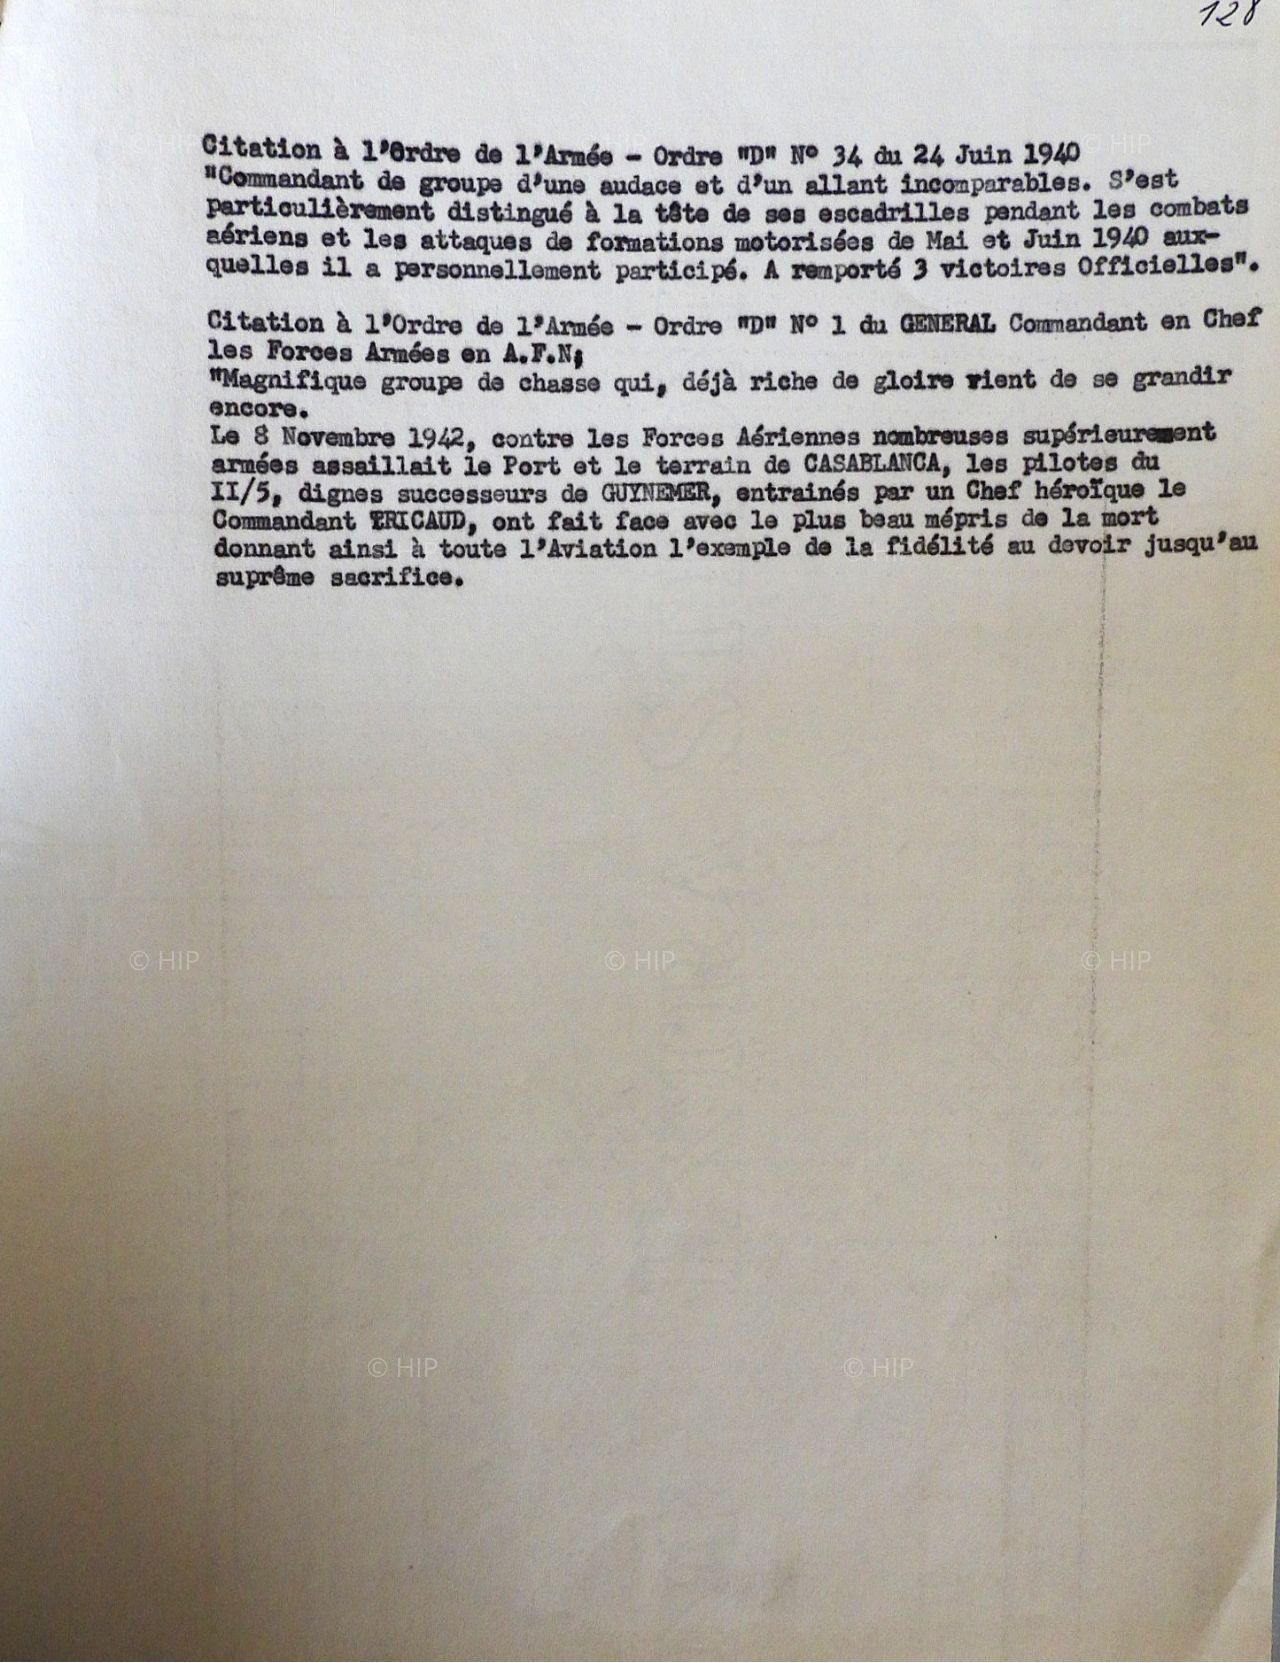 128
Citation à l'Ordre de l'Armée - Ordre "D" N° 34 du 24 Juin 1940
"Commandant de groupe d'une audace et d'un allant incomparables. S'est
particulièrement distingué à la tête de ses escadrilles pendant les combats
aériens et les attaques de formations motorisées de Mai et Juin 1940 aux-
quelles il a personnellement participé. A remporté 3 victoires Officielles".
Citation à l'Ordre de l'Armée - Ordre "D" N° 1 du GENERAL Commandant en Chef
les Forces Armées en A.F.N;
"Magnifique groupe de chasse qui, déjà riche de gloire vient de se grandir
encore.
Le 8 Novembre 1942, contre les Forces Aériennes nombreuses supérieurement
armées assaillait le Port et le terrain de CASABLANCA, les pilotes du
II/5, dignes successeurs de GUYNEMER, entrainés par un Chef héroïque le
Commandant TRICAUD, ont fait face avec le plus beau mépris de la mort
donnant ainsi à toute l'Aviation l'exemple de la fidélité au devoir jusqu'au
suprême sacrifice.
© HIP © HIP © HIP
© HIP © HIP